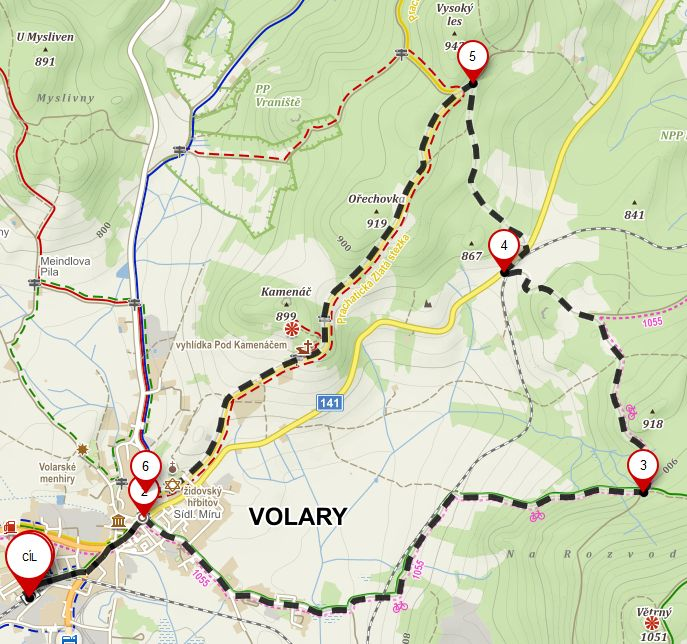 U Mysliven
891
Vysoký
les
5
PP
Vraniště
Myslivny
NPP
Ořechovka
919
900
841
800
Prachatická Zlatá stezka
867
4
Meindlova
Pila
Kamenáč
899
vyhlídka Pod Kamenáčem
1055
141
918
6
2
3
900
Volarské
menhiry
židovský
hřbitov
Sídl. Míru
VOLARY
CÍL
Na Rozvod
1055
1055
Větrný
1051